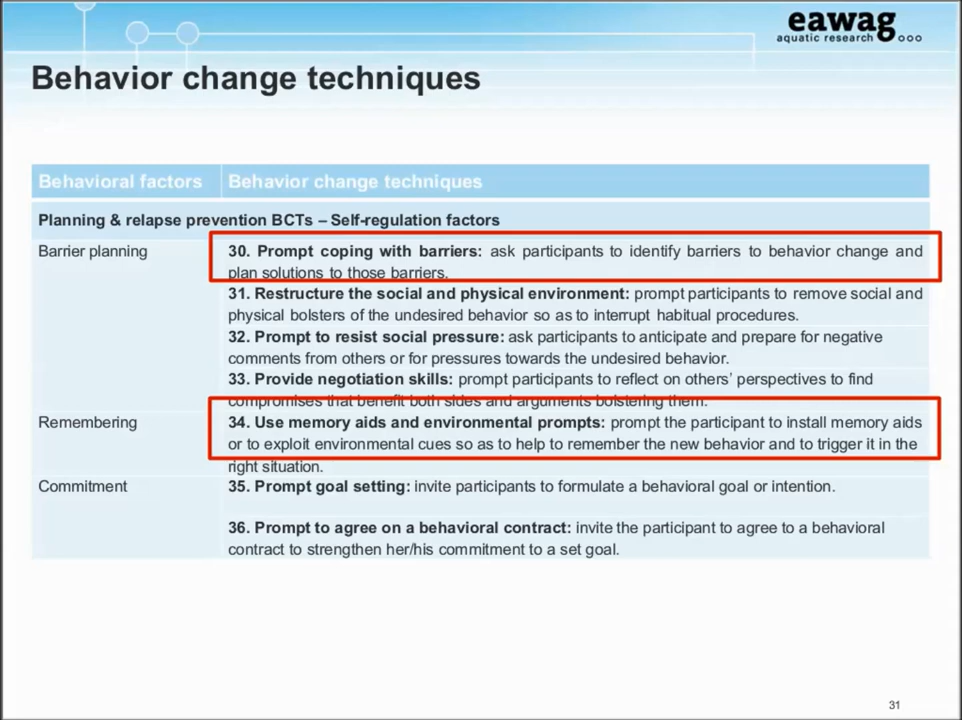 eawag
aquatic research
Behavior change techniques
Behavioral factors Behavior change techniques
Planning & relapse prevention BCTs – Self-regulation factors
Barrier planning 30. Prompt coping with barriers: ask participants to identify barriers to behavior change and
plan solutions to those barriers.
31. Restructure the social and physical environment: prompt participants to remove social and
physical bolsters of the undesired behavior so as to interrupt habitual procedures.
32. Prompt to resist social pressure: ask participants to anticipate and prepare for negative
comments from others or for pressures towards the undesired behavior.
33. Provide negotiation skills: prompt participants to reflect on others’ perspectives to find
compromises that benefit both sides and arguments bolstering them.
Remembering 34. Use memory aids and environmental prompts: prompt the participant to install memory aids
or to exploit environmental cues so as to help to remember the new behavior and to trigger it in the
right situation.
Commitment 35. Prompt goal setting: invite participants to formulate a behavioral goal or intention.
36. Prompt to agree on a behavioral contract: invite the participant to agree to a behavioral
contract to strengthen her/his commitment to a set goal.
31